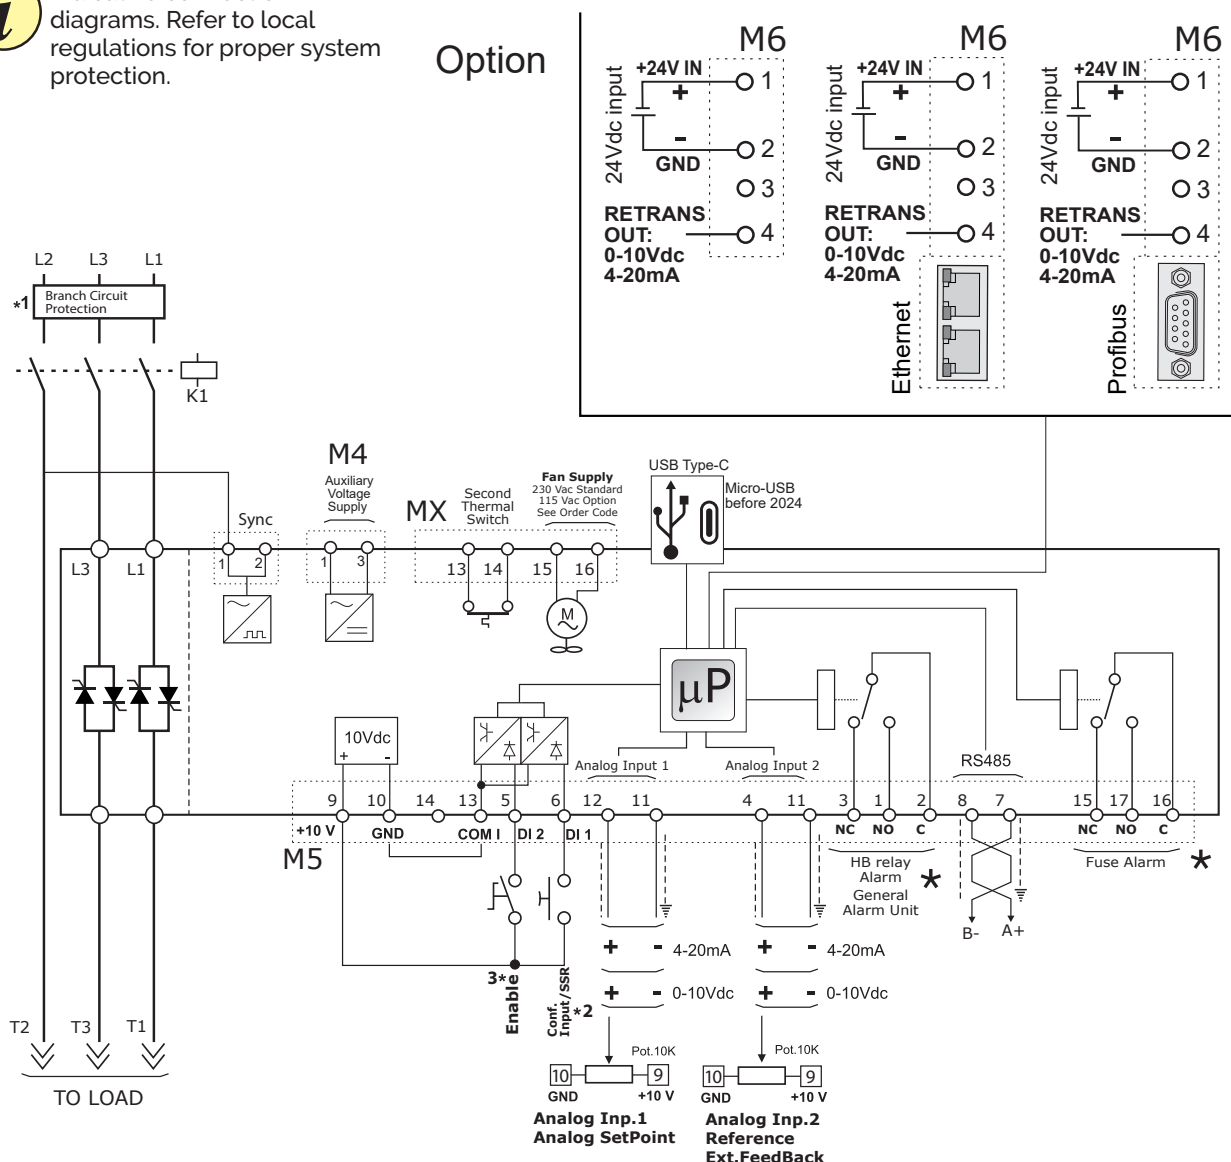 diagrams. Refer to local
regulations for proper system
protection.
Option
M6
24Vdc input
+24V IN
+
-
GND
1
2
3
4
RETRANS
OUT:
0-10Vdc
4-20mA
M6
24Vdc input
+24V IN
+
-
GND
1
2
3
4
RETRANS
OUT:
0-10Vdc
4-20mA
Ethernet
M6
24Vdc input
+24V IN
+
-
GND
1
2
3
4
RETRANS
OUT:
0-10Vdc
4-20mA
Profibus
L2 L3 L1
*1
Branch Circuit
Protection
K1
M4
Auxiliary
Voltage
Supply
Sync
MX
Second
Thermal
Switch
Fan Supply
230 Vac Standard
115 Vac Option
See Order Code
USB Type-C
Micro-USB
before 2024
L3 L1
1 2
1 3
13 14 15 16
M
µP
10Vdc
+ -
Analog Input 1
Analog Input 2
RS485
9 10 14 13 5 6 12 11 4 11 3 1 2 8 7 15 17 16
+10 V GND COM I DI 2 DI 1
NC NO C
NC NO C
M5
HB relay
Alarm
General
Alarm Unit
*
Fuse Alarm
*
B- A+
+ - 4-20mA
+ - 4-20mA
+ - 0-10Vdc
+ - 0-10Vdc
3*
Enable
Conf.
Input/SSR
*2
T2 T3 T1
TO LOAD
Pot.10K
10 9
GND +10 V
Analog Inp.1
Analog SetPoint
Pot.10K
10 9
GND +10 V
Analog Inp.2
Reference
Ext.FeedBack